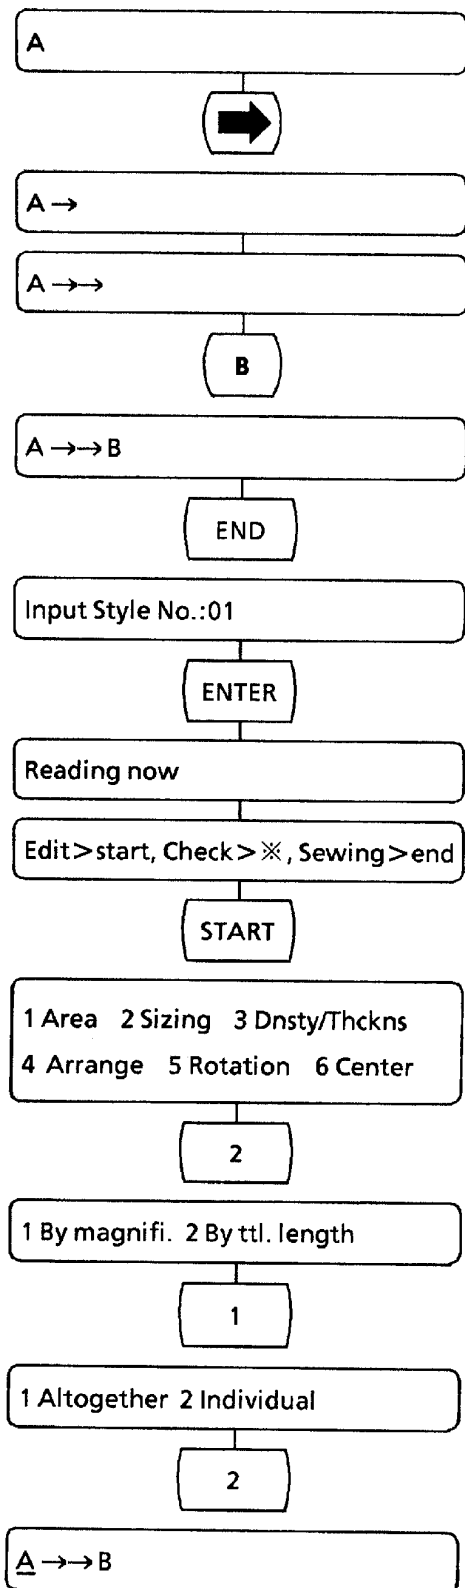 A
➡
A →
A →→
B
A →→ B
END
Input Style No.:01
ENTER
Reading now
Edit>start, Check>※, Sewing>end
START
1 Area 2 Sizing 3 Dnsty/Thckns
4 Arrange 5 Rotation 6 Center
2
1 By magnifi. 2 By ttl. length
1
1 Altogether 2 Individual
2
A →→ B